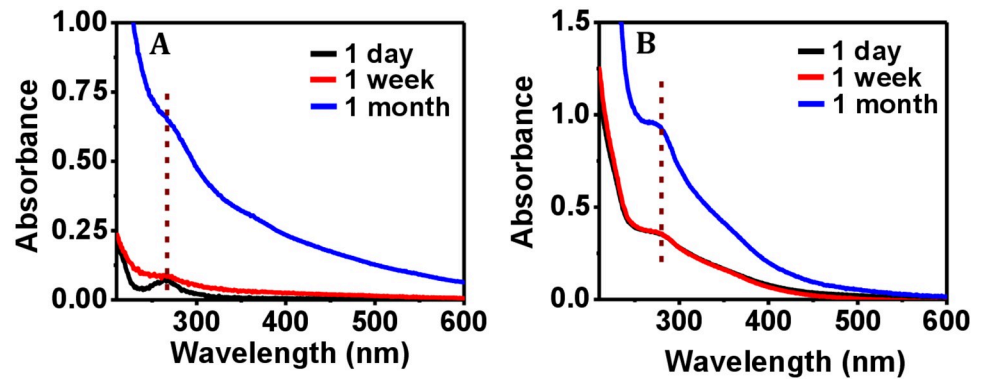 A
1 day
1 week
1 month
Absorbance
1.00
0.75
0.50
0.25
0.00
300 400 500 600
Wavelength (nm)
B
1 day
1 week
1 month
Absorbance
1.5
1.0
0.5
0.0
300 400 500 600
Wavelength (nm)